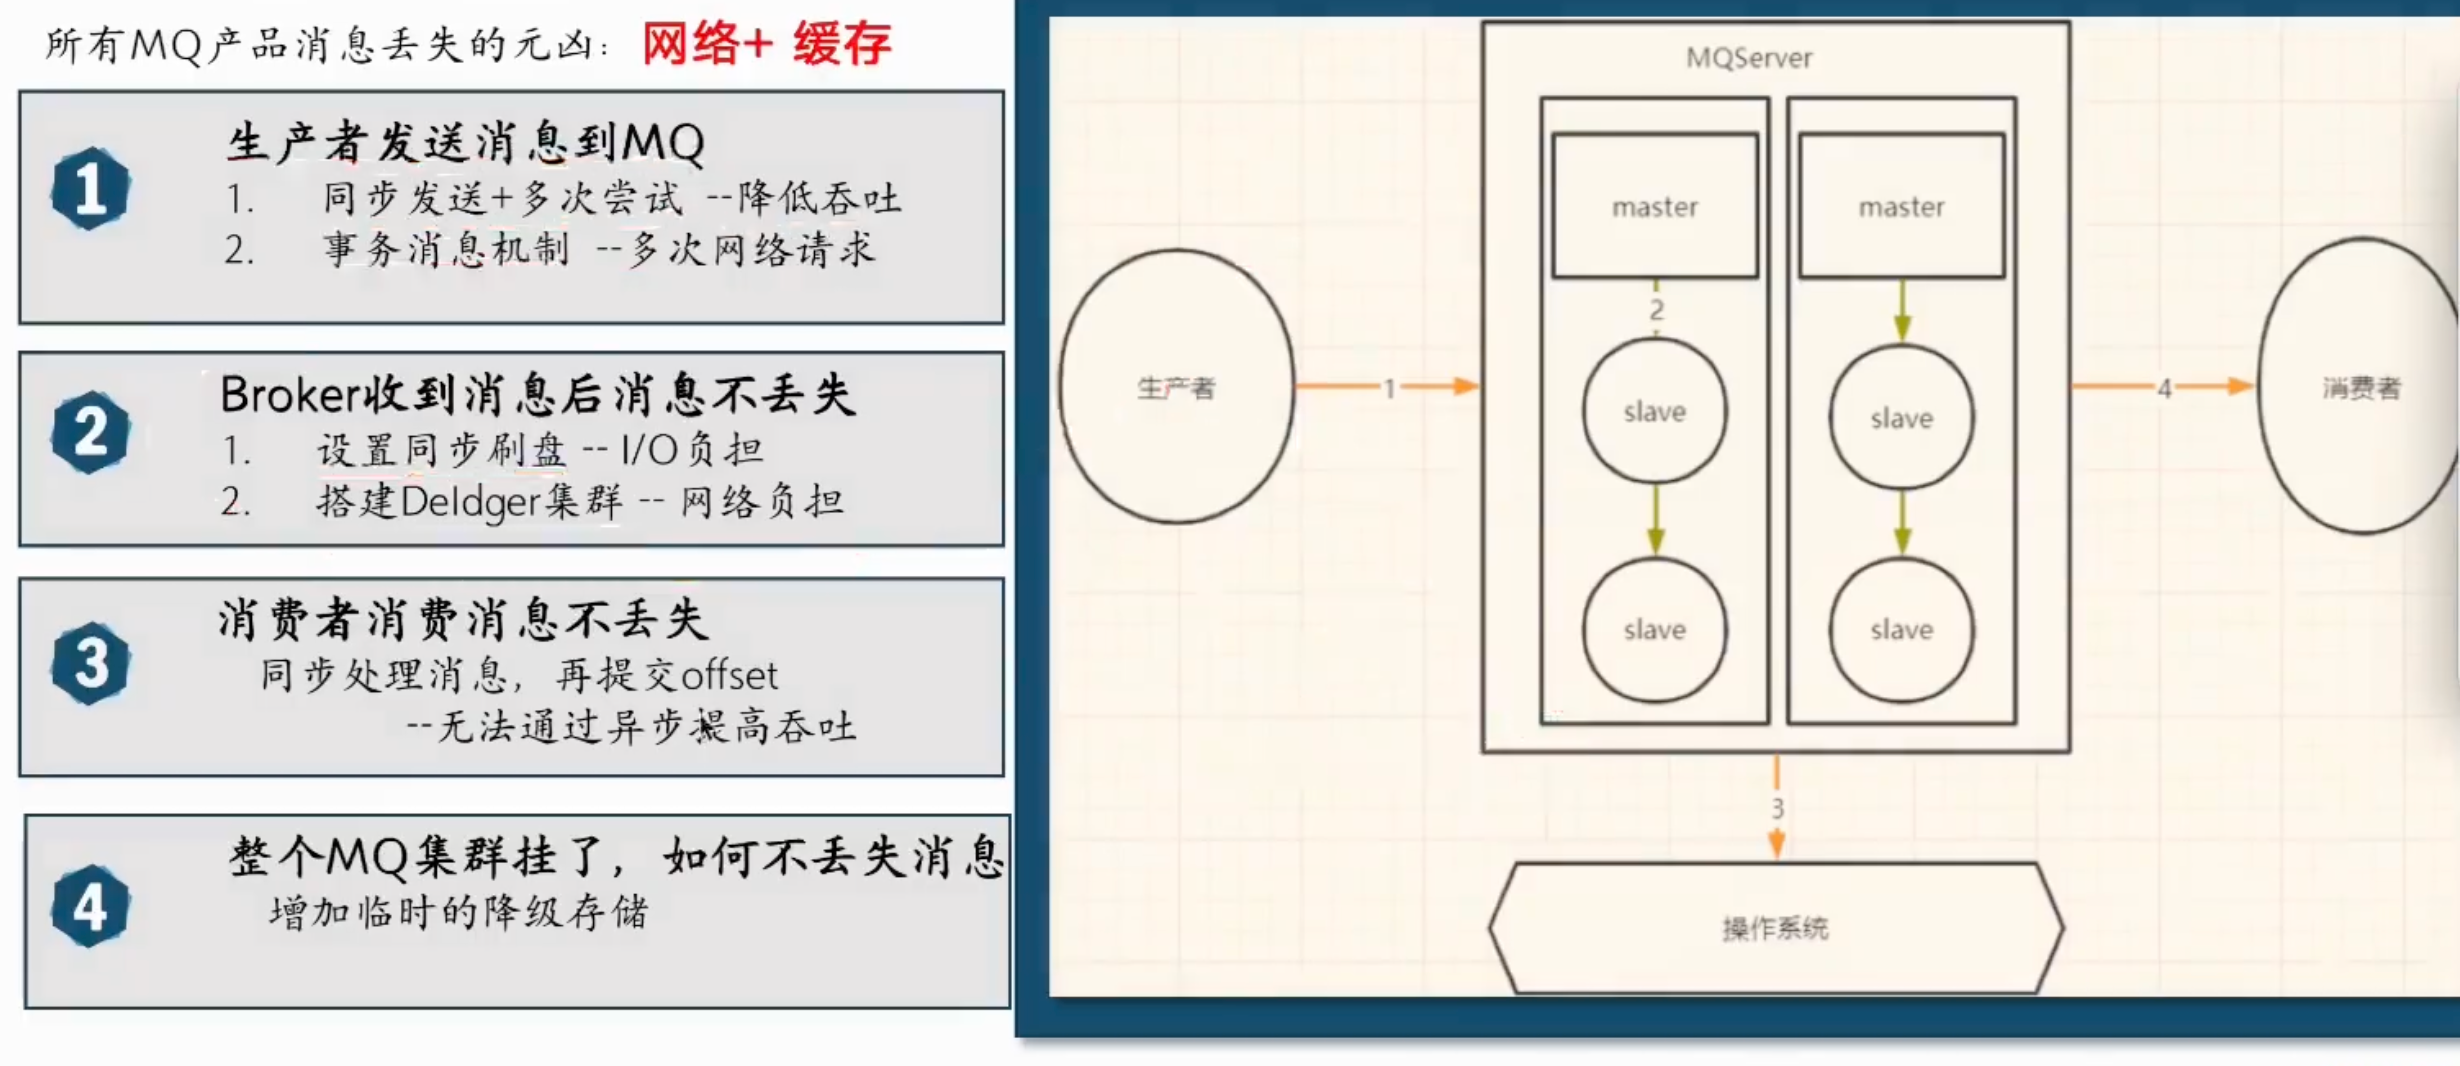 所有MQ产品消息丢失的元凶：网络+ 缓存
1
生产者发送消息到MQ
1. 同步发送+多次尝试 --降低吞吐
2. 事务消息机制 --多次网络请求
2
Broker收到消息后消息不丢失
1. 设置同步刷盘 -- I/O负担
2. 搭建Deldger集群 -- 网络负担
3
消费者消费消息不丢失
同步处理消息，再提交offset
--无法通过异步提高吞吐
4
整个MQ集群挂了，如何不丢失消息
增加临时的降级存储
MQServer
master
master
2
生产者
1
slave
slave
4
消费者
slave
slave
3
操作系统